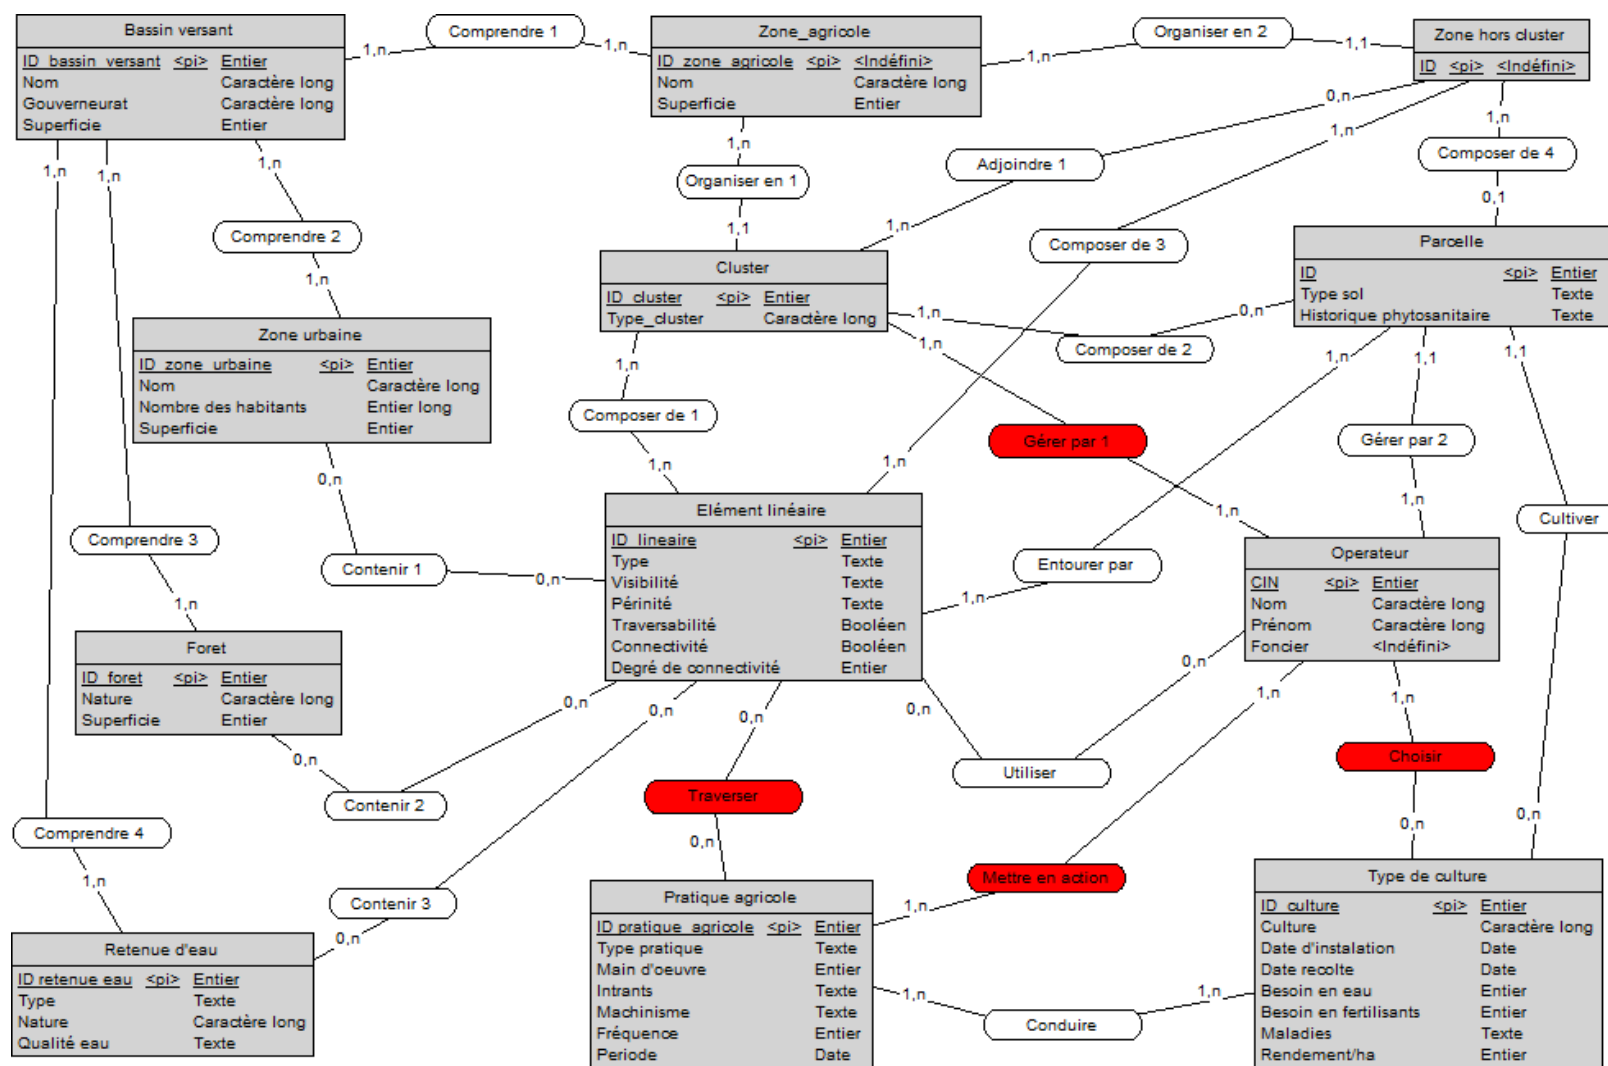 Bassin versant
ID_bassin_versant <pi> Entier
Nom Caractère long
Gouverneurat Caractère long
Superficie Entier
1,n
Comprendre 1
1,n
Zone_agricole
ID_zone_agricole <pi> <Indéfini>
Nom Caractère long
Superficie Entier
1,n
Organiser en 2
1,1
Zone hors cluster
ID <pi> <Indéfini>
0,n
1,n
1,n
Composer de 4
0,1
1,n
Adjoindre 1
1,n
1,n
Organiser en 1
1,1
1,n
1,n
1,n
Comprendre 2
1,n
Composer de 3
1,n
Parcelle
ID <pi> Entier
Type sol Texte
Historique phytosanitaire Texte
Cluster
ID_cluster <pi> Entier
Type_cluster Caractère long
1,n
0,n
Composer de 2
1,n
1,n
1,1
1,1
Zone urbaine
ID_zone_urbaine <pi> Entier
Nom Caractère long
Nombre des habitants Entier long
Superficie Entier
1,n
Composer de 1
1,n
Gérer par 1
1,n
Gérer par 2
1,n
Cultiver
0,n
Contenir 1
0,n
Comprendre 3
1,n
Elément linéaire
ID_lineaire <pi> Entier
Type Texte
Visibilité Texte
Périnité Texte
Traversabilité Booléen
Connectivité Booléen
Degré de connectivité Entier
Entourer par
1,n
Operateur
CIN <pi> Entier
Nom Caractère long
Prénom Caractère long
Foncier <Indéfini>
Foret
ID_foret <pi> Entier
Nature Caractère long
Superficie Entier
0,n
0,n
0,n
0,n
0,n
0,n
1,n
1,n
0,n
Contenir 2
Traverser
0,n
Utiliser
Choisir
0,n
0,n
Comprendre 4
1,n
Contenir 3
0,n
Mettre en action
1,n
Retenue d'eau
ID retenue eau <pi> Entier
Type Texte
Nature Caractère long
Qualité eau Texte
Pratique agricole
ID pratique_agricole <pi> Entier
Type pratique Texte
Main d'oeuvre Entier
Intrants Texte
Machinisme Texte
Fréquence Entier
Periode Date
1,n
Conduire
1,n
Type de culture
ID_culture <pi> Entier
Culture Caractère long
Date d'instalation Date
Date recolte Date
Besoin en eau Entier
Besoin en fertilisants Entier
Maladies Texte
Rendement/ha Entier